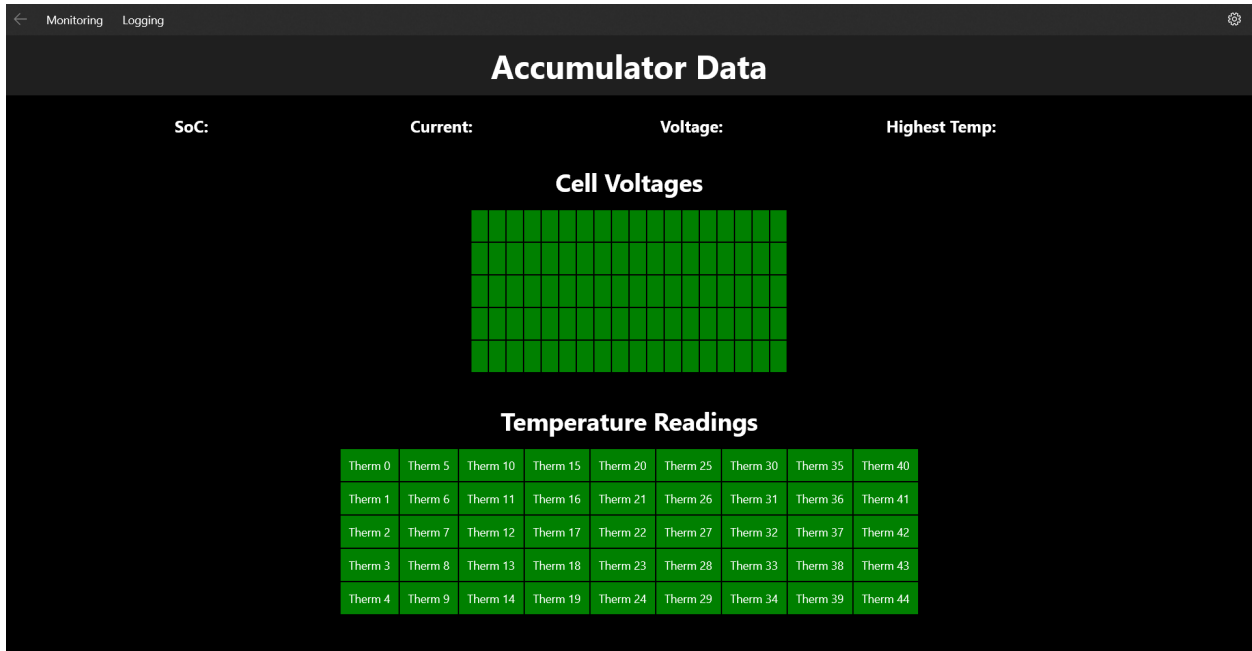 Monitoring Logging
Accumulator Data
SoC: Current: Voltage: Highest Temp:
Cell Voltages
Temperature Readings
Therm 0 Therm 5 Therm 10 Therm 15 Therm 20 Therm 25 Therm 30 Therm 35 Therm 40
Therm 1 Therm 6 Therm 11 Therm 16 Therm 21 Therm 26 Therm 31 Therm 36 Therm 41
Therm 2 Therm 7 Therm 12 Therm 17 Therm 22 Therm 27 Therm 32 Therm 37 Therm 42
Therm 3 Therm 8 Therm 13 Therm 18 Therm 23 Therm 28 Therm 33 Therm 38 Therm 43
Therm 4 Therm 9 Therm 14 Therm 19 Therm 24 Therm 29 Therm 34 Therm 39 Therm 44